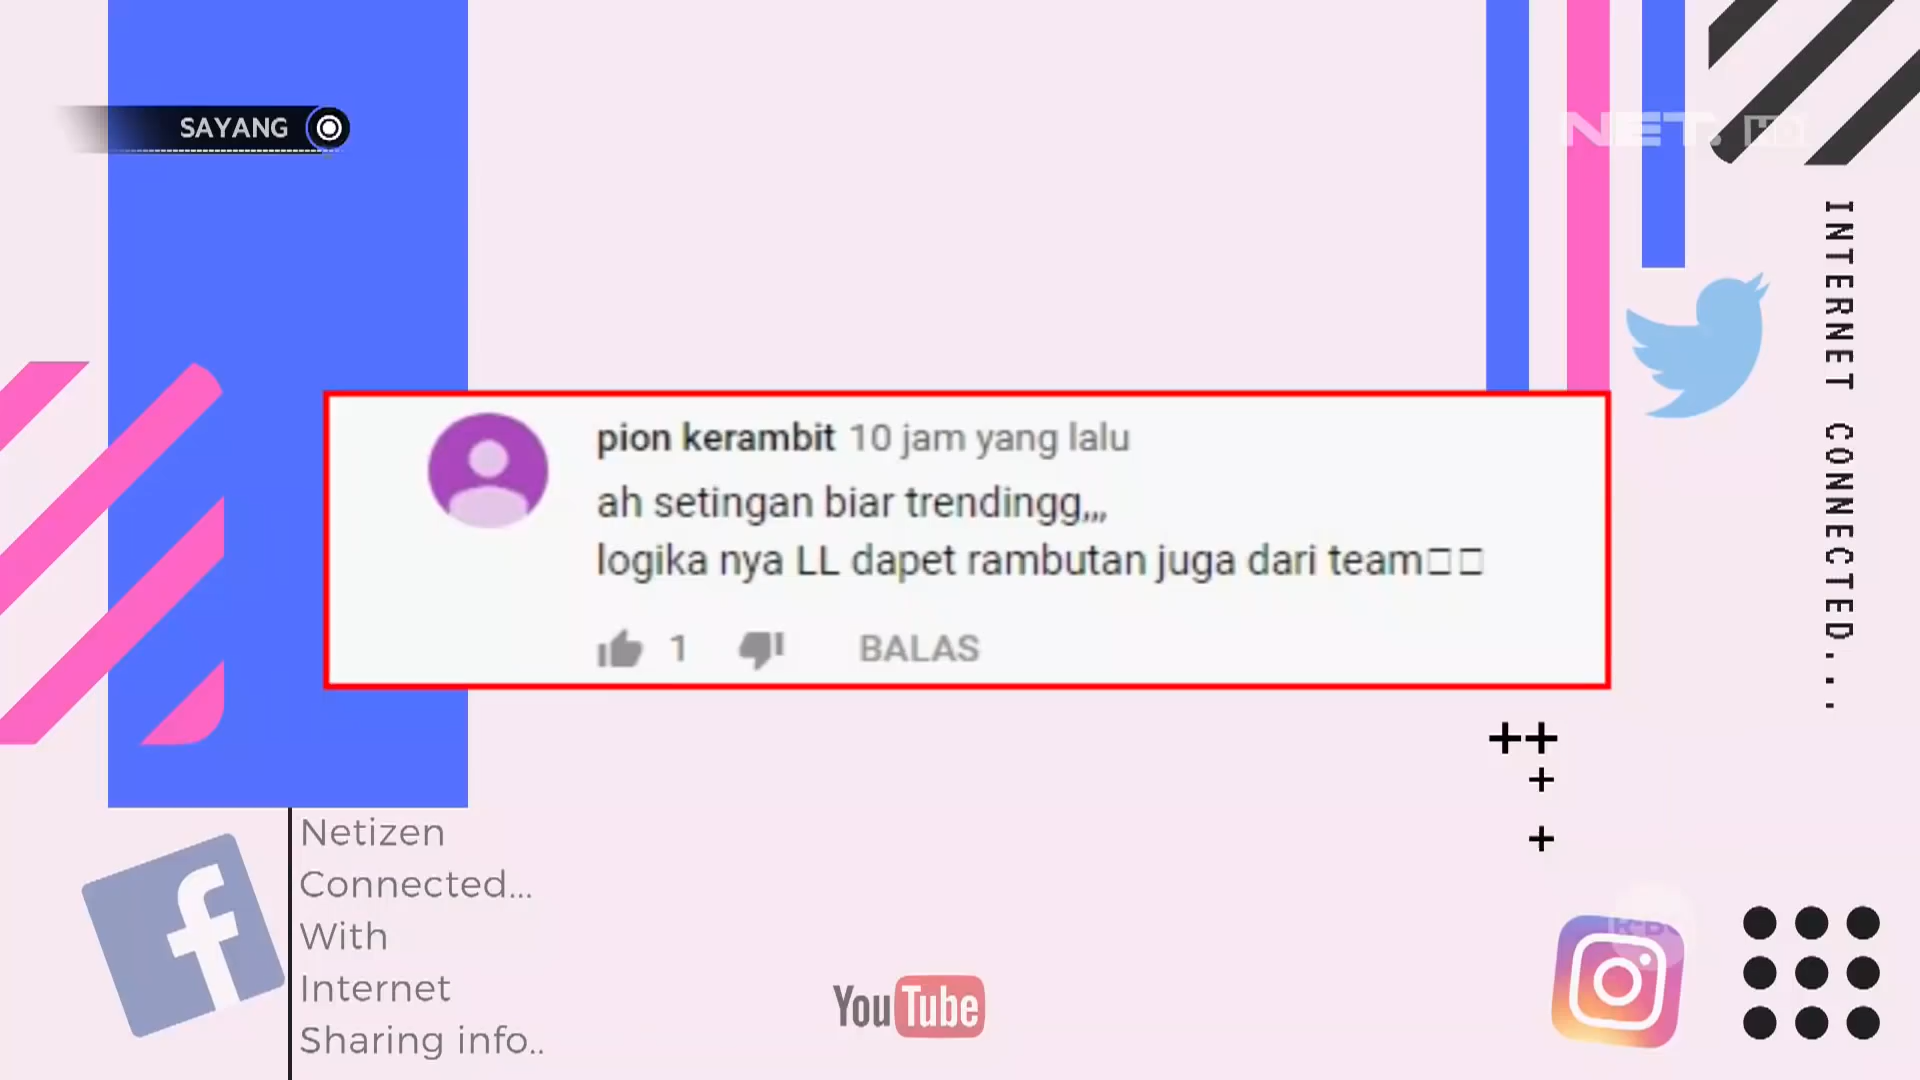 SAYANG
NET. HD
INTERNET CONNECTED...
pion kerambit 10 jam yang lalu
ah setingan biar trendingg,,,
logika nya LL dapet rambutan juga dari team□□
1 BALAS
Netizen
Connected...
With
Internet
Sharing info..
YouTube